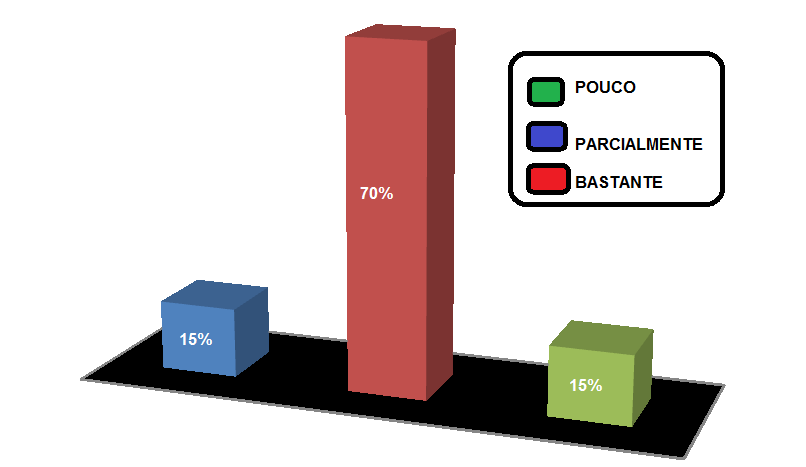 POUCO
PARCIALMENTE
BASTANTE
70%
15%
15%